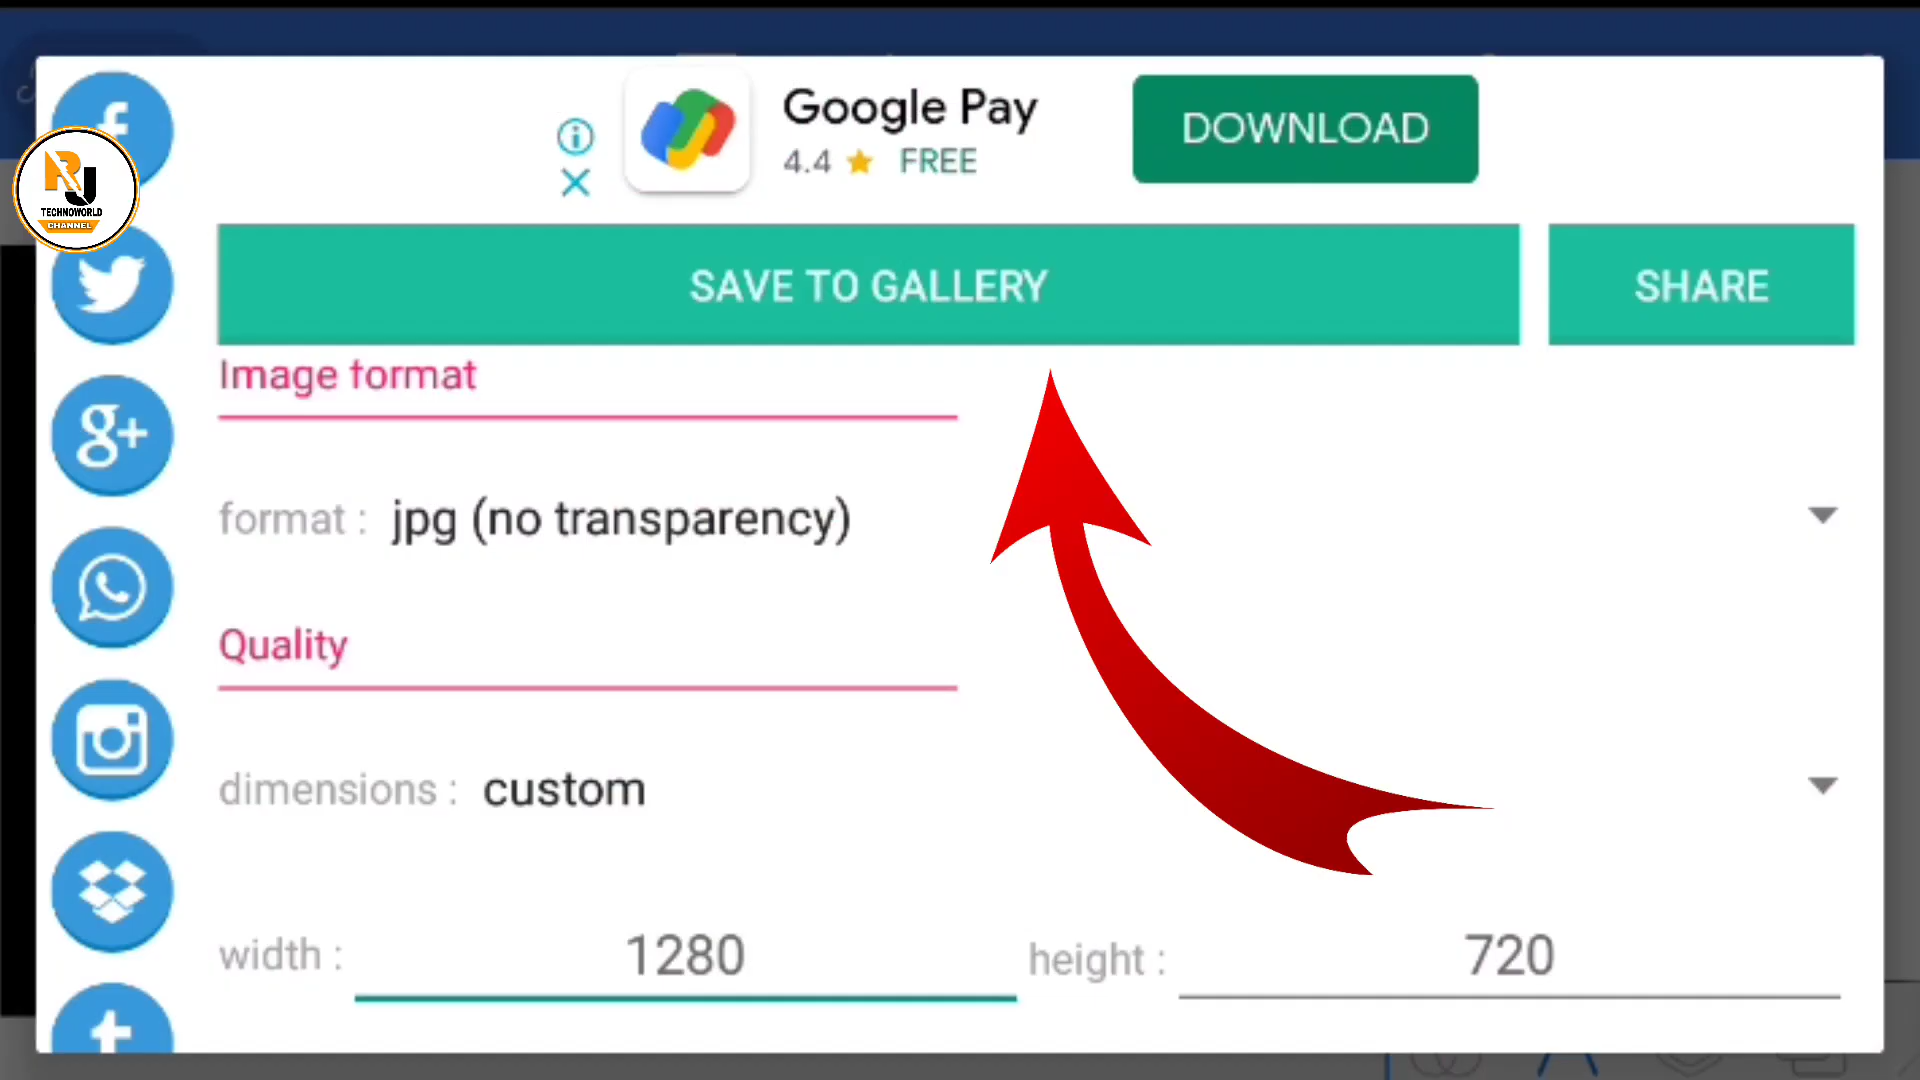 Google Pay
4.4 FREE
DOWNLOAD
RJ
TECHNOWORLD
CHANNEL
SAVE TO GALLERY
SHARE
Image format
format : jpg (no transparency)
Quality
dimensions : custom
width : 1280
height : 720